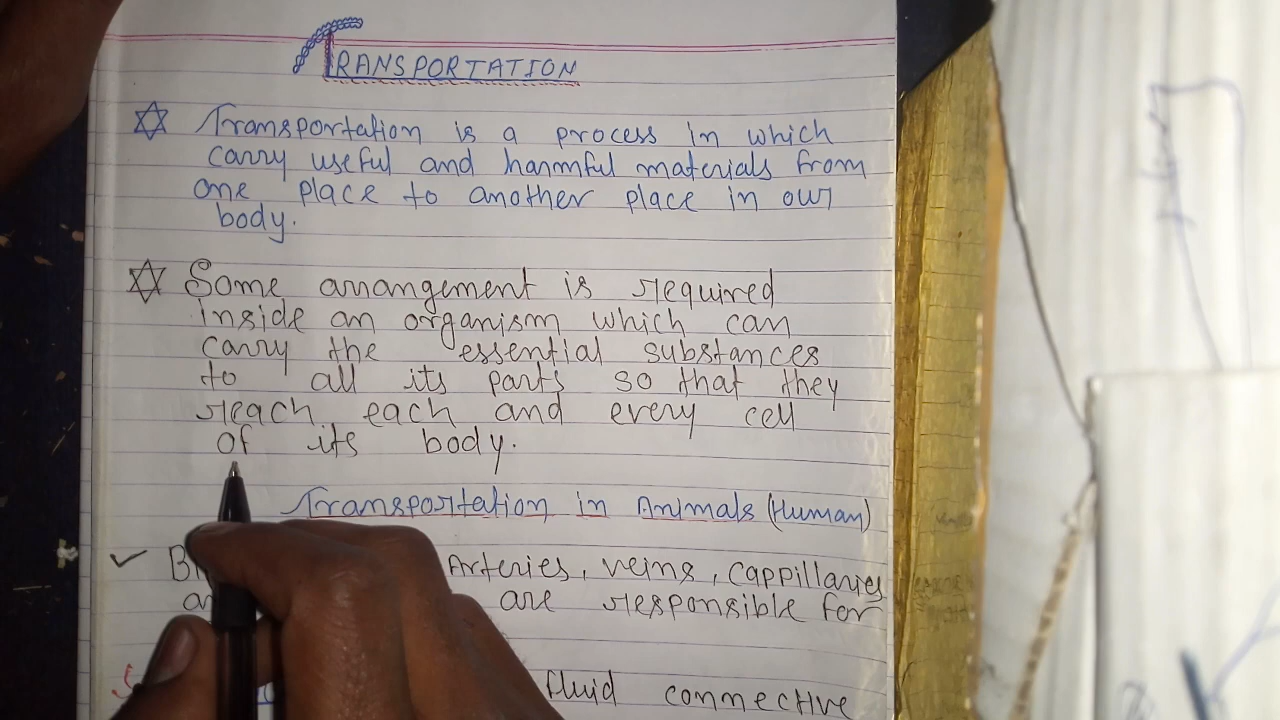 TRANSPORTATION
Transportation is a process in which
carry useful and harmful materials from
one place to another place in our
body.
Some arrangement is required
inside an organism which can
carry the essential substances
to all its parts so that they
reach each and every cell
of its body.
Transportation in Animals (Human)
Arteries, veins, cappillaries
are responsible for
fluid connective